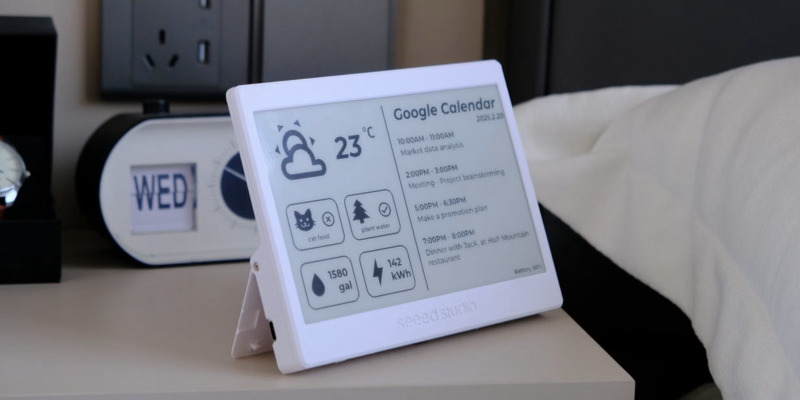 WED
23 °C
cat food
plant water
1580
gal
142
kWh
Google Calendar
2025.2.20
10:00AM - 11:00AM
Market data analysis
2:00PM - 3:00PM
Meeting - Project brainstorming
5:00PM - 6:30PM
Make a promotion plan
7:00PM - 8:00PM
Dinner with Jack, at Half Mountain
restaurant
Battery:
seeed studio